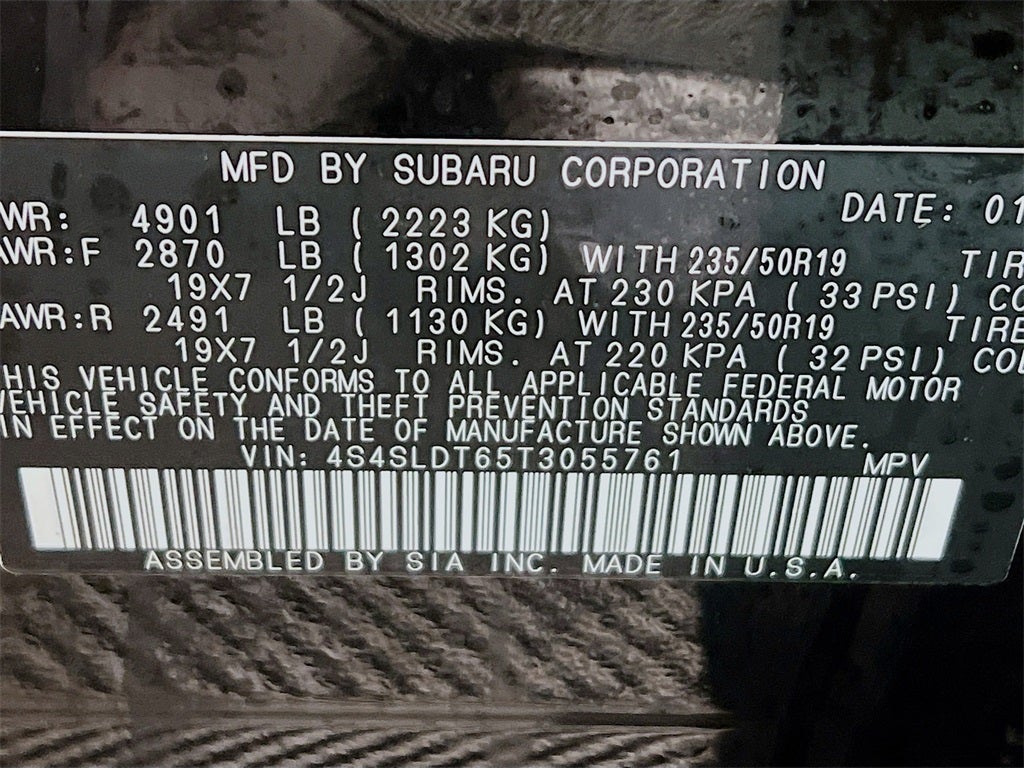 MFD BY SUBARU CORPORATION
DATE: 01
WR: 4901 LB ( 2223 KG)
AWR:F 2870 LB ( 1302 KG) WITH 235/50R19 TIR
19X7 1/2J RIMS. AT 230 KPA ( 33 PSI) CO
AWR:R 2491 LB ( 1130 KG) WITH 235/50R19 TIRE
19X7 1/2J RIMS. AT 220 KPA ( 32 PSI) COL
THIS VEHICLE CONFORMS TO ALL APPLICABLE FEDERAL MOTOR
VEHICLE SAFETY AND THEFT PREVENTION STANDARDS
IN EFFECT ON THE DATE OF MANUFACTURE SHOWN ABOVE.
VIN: 4S4SLDT65T3055761 MPV
ASSEMBLED BY SIA INC. MADE IN U.S.A.